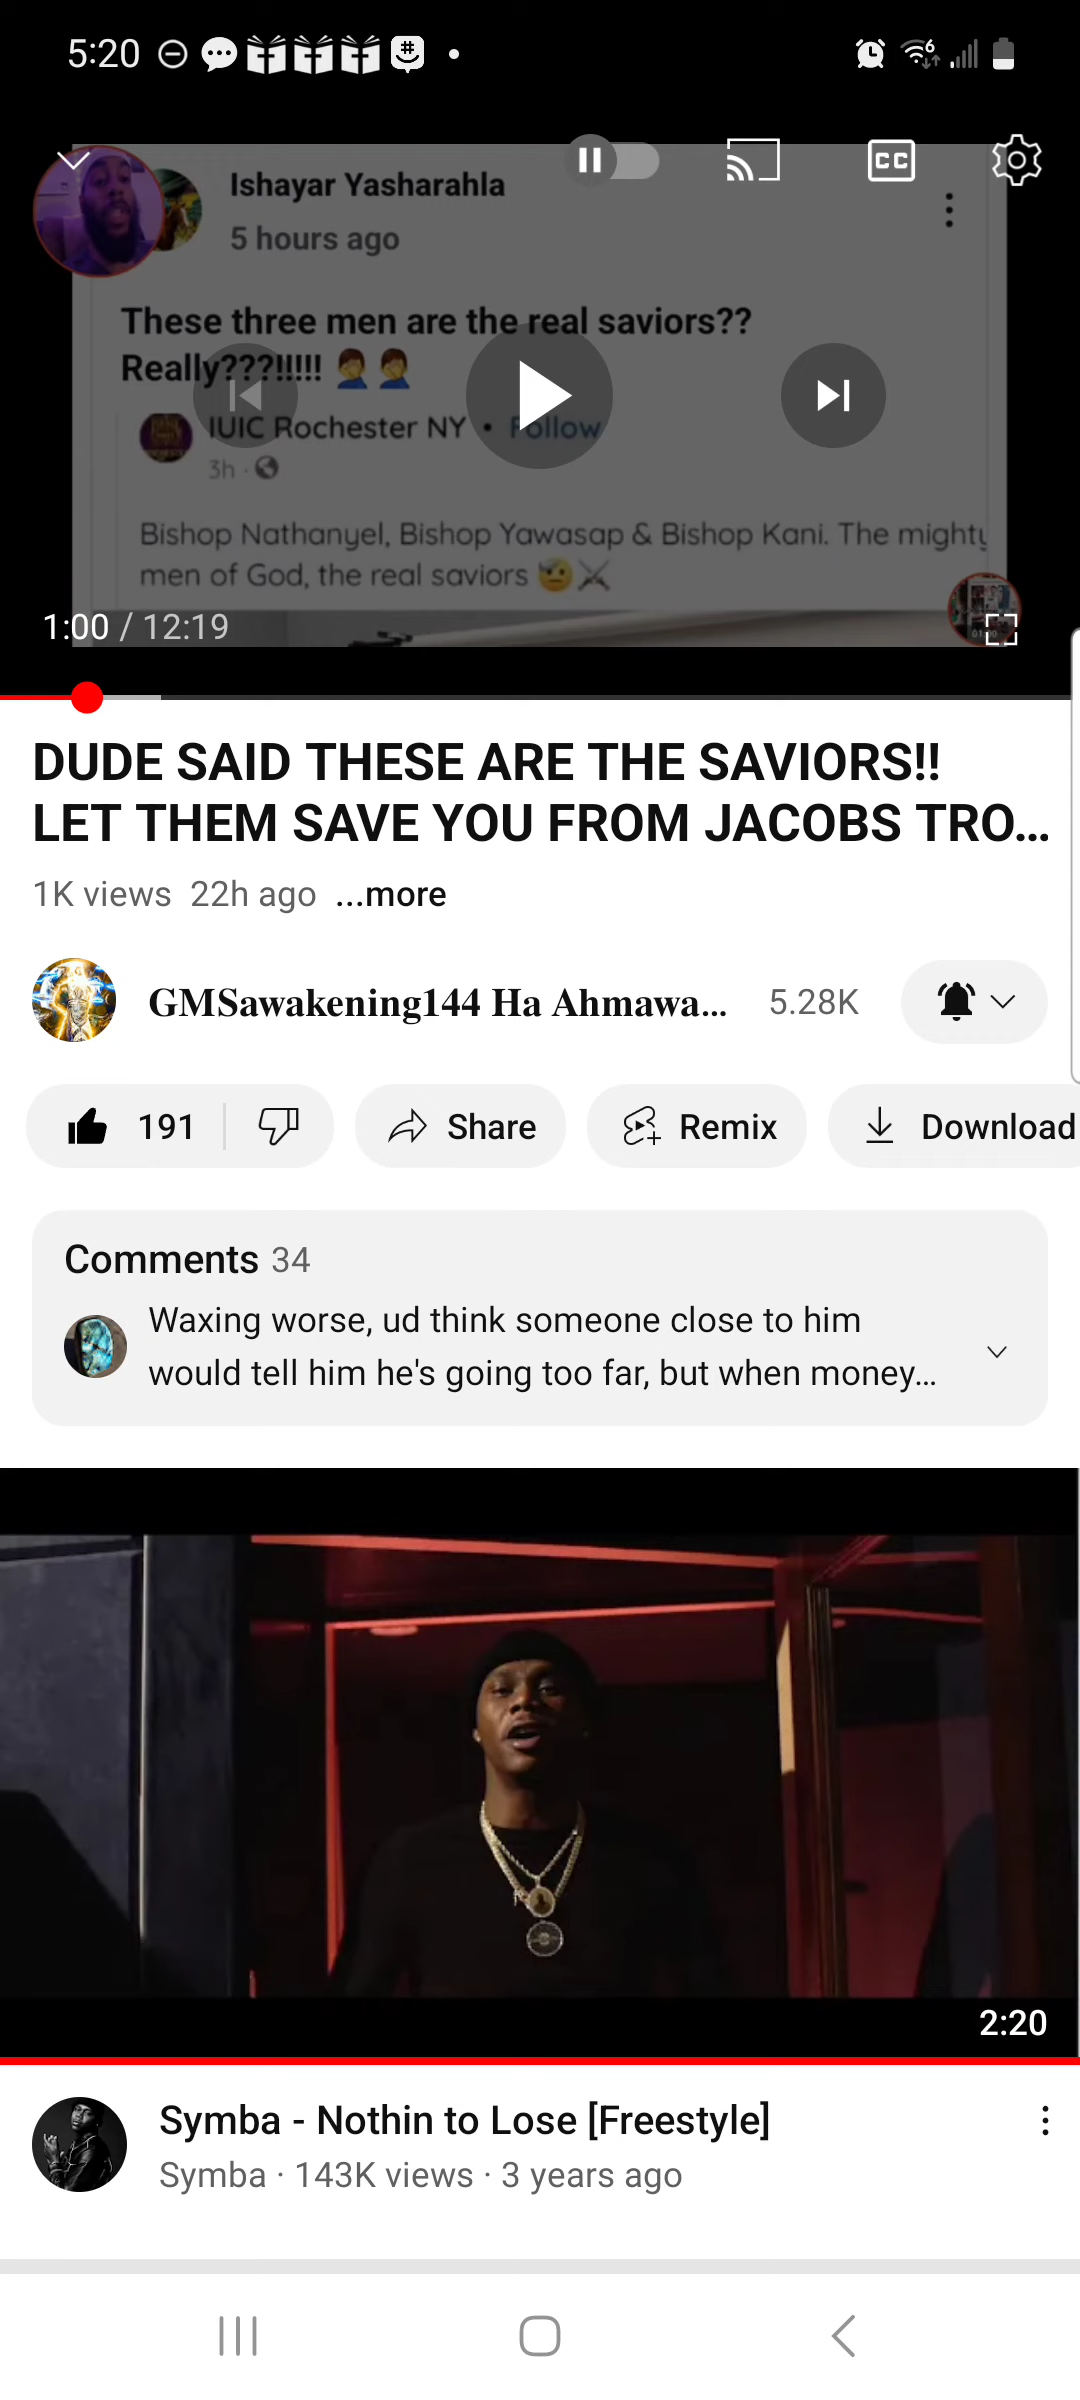 5:20
Ishayar Yasharahla
5 hours ago
CC
These three men are the real saviors??
Really???!!!!! 🤦🤦
IUIC Rochester NY • Follow
3h ·
Bishop Nathanyel, Bishop Yawasap & Bishop Kani. The mighty
men of God, the real saviors 🫡⚔
1:00 / 12:19
DUDE SAID THESE ARE THE SAVIORS!!
LET THEM SAVE YOU FROM JACOBS TRO...
1K views 22h ago ...more
GMSawakening144 Ha Ahmawa... 5.28K
191 Share Remix Download
Comments 34
Waxing worse, ud think someone close to him
would tell him he's going too far, but when money...
2:20
Symba - Nothin to Lose [Freestyle]
Symba · 143K views · 3 years ago